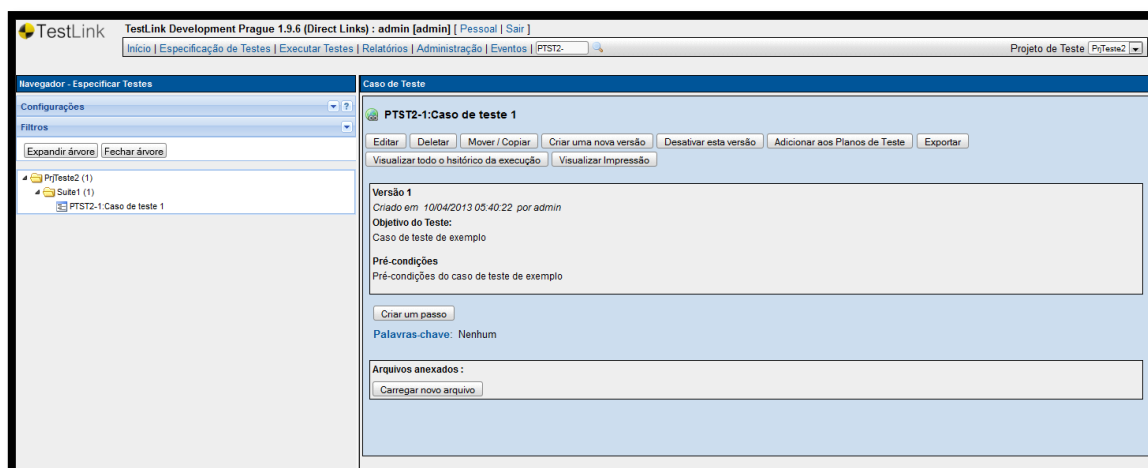 TestLink
TestLink Development Prague 1.9.6 (Direct Links) : admin [admin] [ Pessoal | Sair ]
Início | Especificação de Testes | Executar Testes | Relatórios | Administração | Eventos | PTST2-
Projeto de Teste PrjTeste2
Navegador - Especificar Testes
Configurações ?
Filtros
Expandir árvore Fechar árvore
PrjTeste2 (1)
Suite1 (1)
PTST2-1:Caso de teste 1
Caso de Teste
PTST2-1:Caso de teste 1
Editar Deletar Mover / Copiar Criar uma nova versão Desativar esta versão Adicionar aos Planos de Teste Exportar
Visualizar todo o hsitórico da execução Visualizar Impressão
Versão 1
Criado em 10/04/2013 05:40:22 por admin
Objetivo do Teste:
Caso de teste de exemplo
Pré-condições
Pré-condições do caso de teste de exemplo
Criar um passo
Palavras-chave: Nenhum
Arquivos anexados :
Carregar novo arquivo